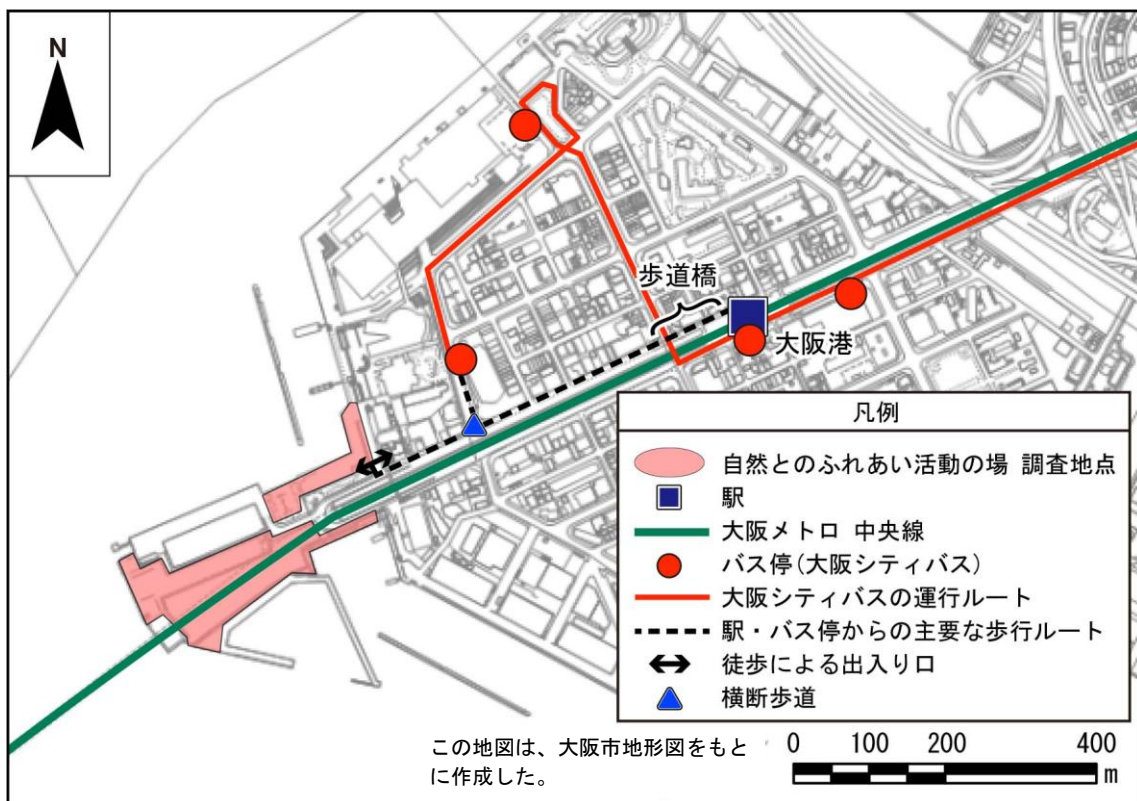 N
歩道橋
大阪港
凡例
自然とのふれあい活動の場 調査地点
駅
大阪メトロ 中央線
バス停(大阪シティバス)
大阪シティバスの運行ルート
駅・バス停からの主要な歩行ルート
徒歩による出入り口
横断歩道
この地図は、大阪市地形図をもと
に作成した。
0 100 200 400
m